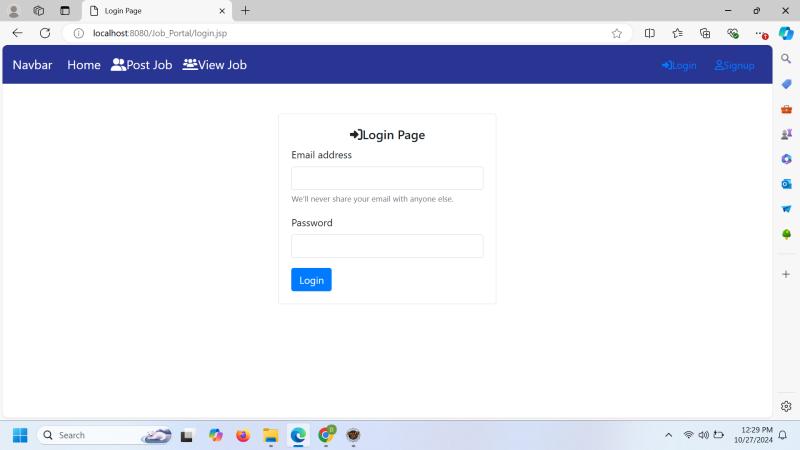 Login Page
localhost:8080/Job_Portal/login.jsp
Navbar Home Post Job View Job Login Signup
Login Page
Email address
We'll never share your email with anyone else.
Password
Login
Search
12:29 PM
10/27/2024